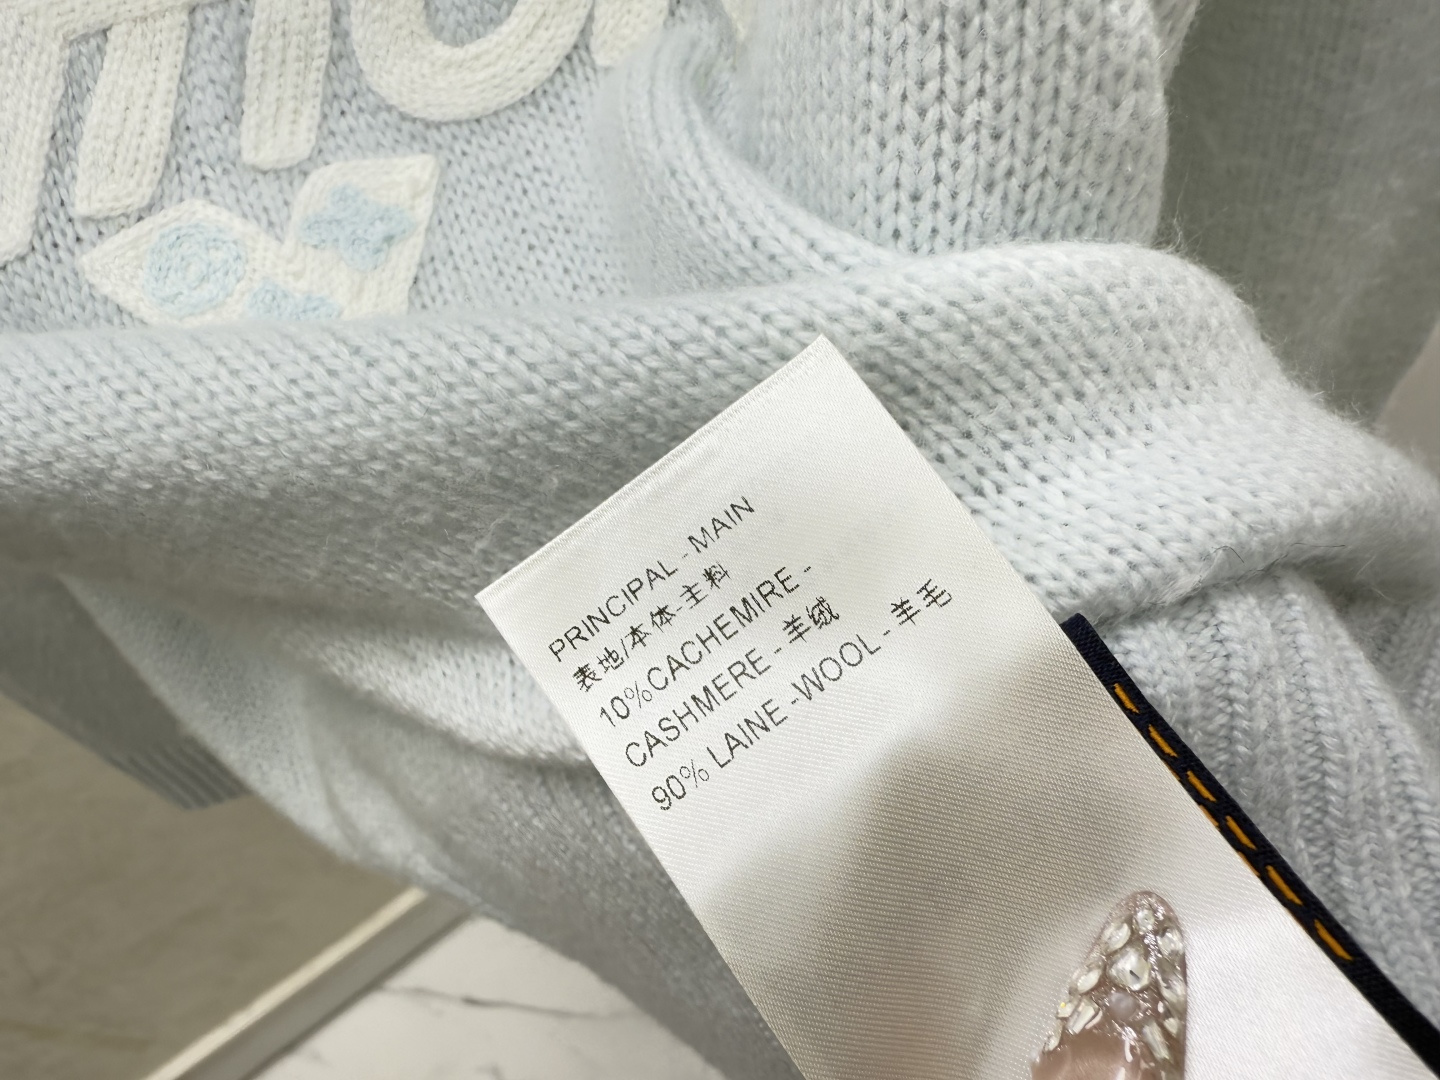 PRINCIPAL - MAIN
表地/本体-主料
10%CACHEMIRE -
CASHMERE - 羊绒
90% LAINE -WOOL - 羊毛